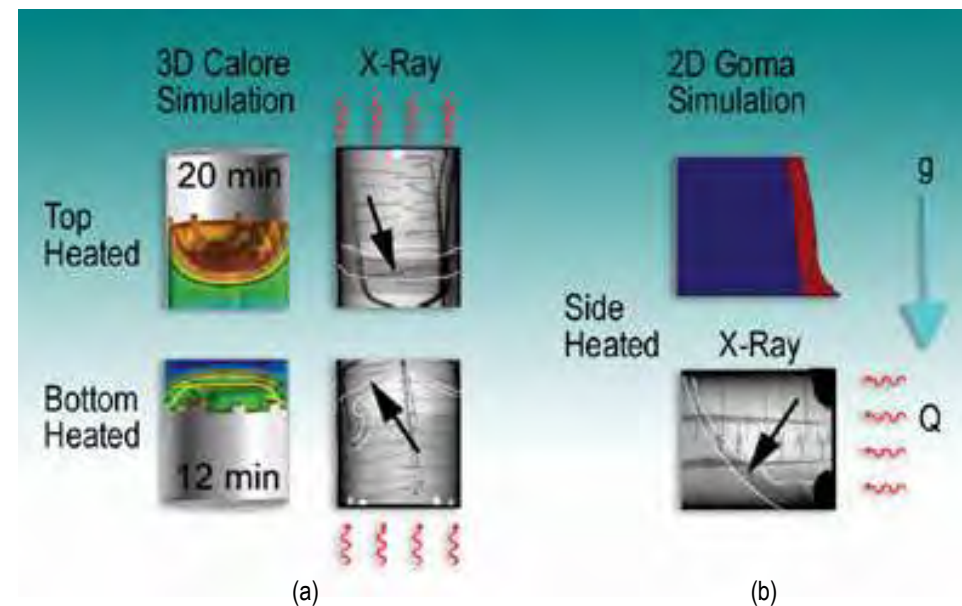 3D Calore
Simulation
X-Ray
20 min
Top
Heated
Bottom
Heated
12 min
(a)
2D Goma
Simulation
g
Side
Heated
X-Ray
Q
(b)